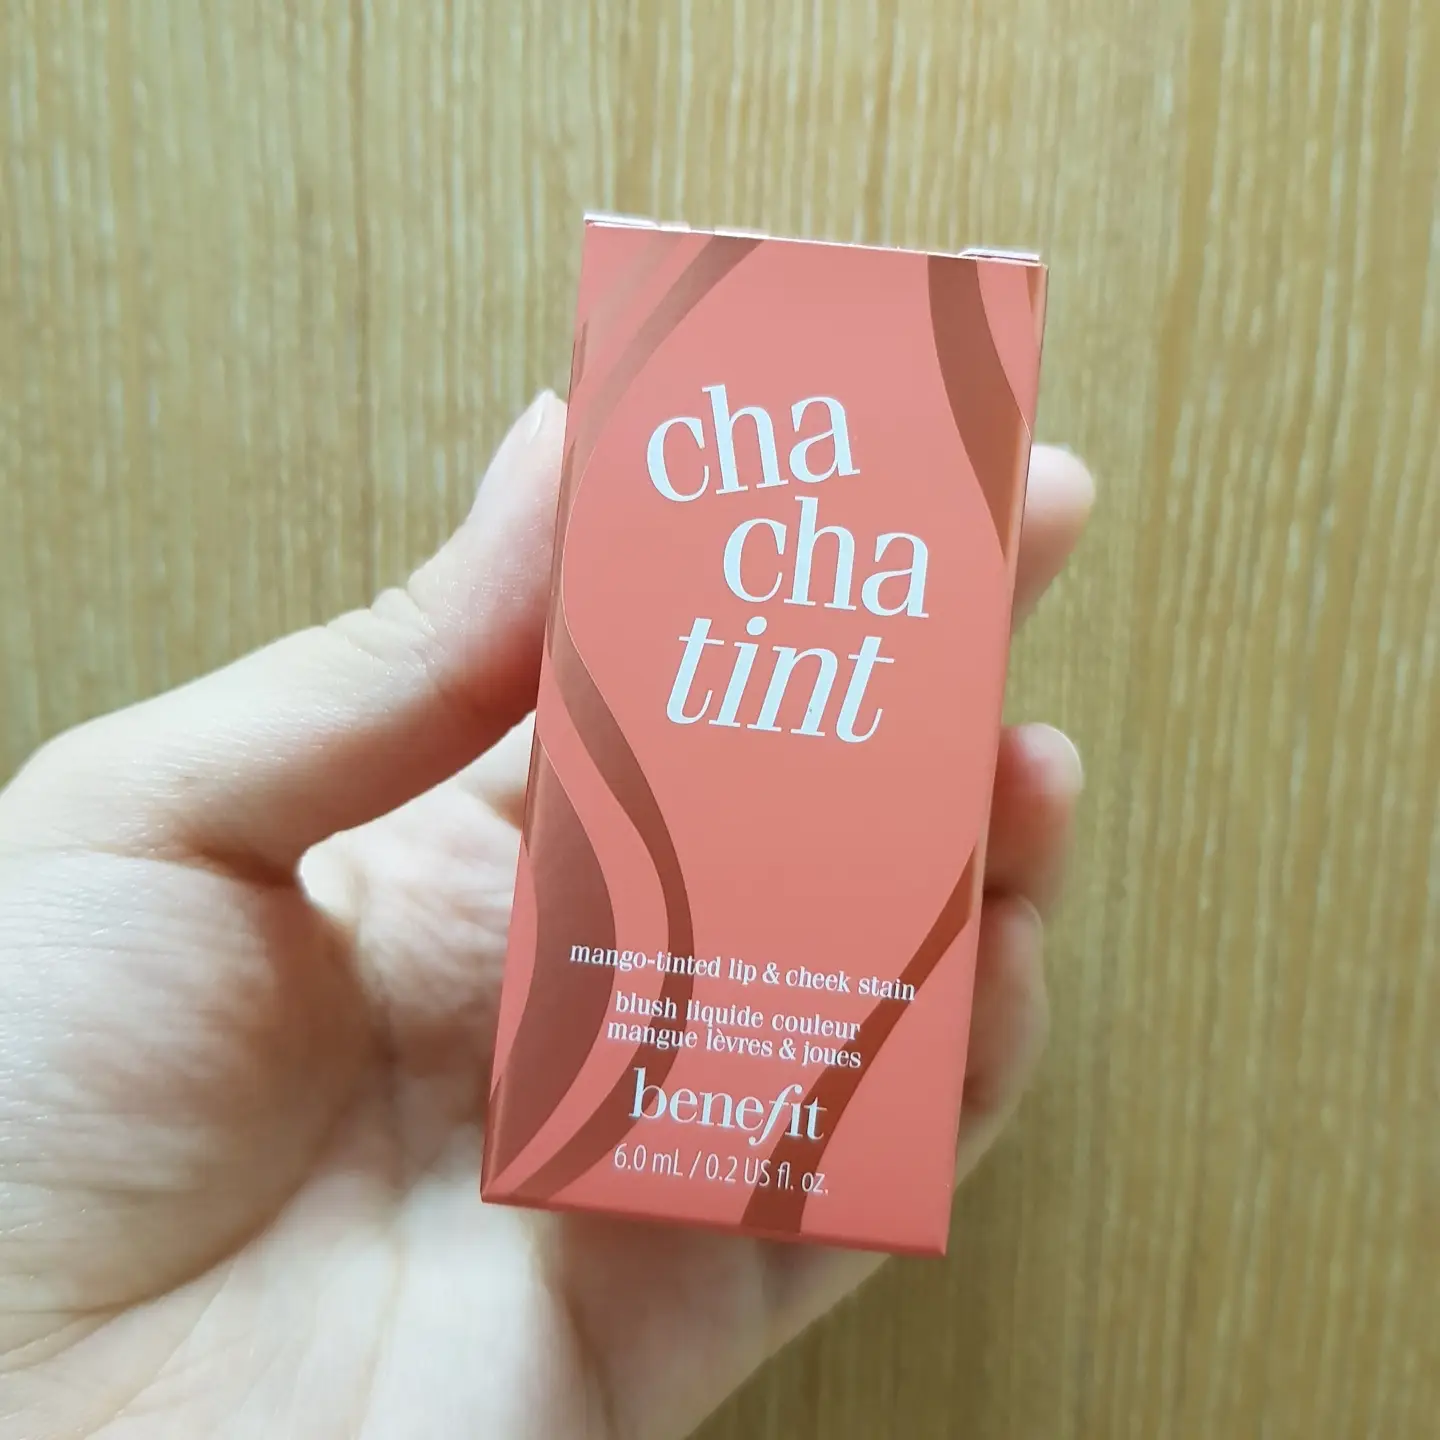 cha
cha
tint
mango-tinted lip & cheek stain
blush liquide couleur
mangue lèvres & joues
benefit
6.0 mL / 0.2 US fl. oz.